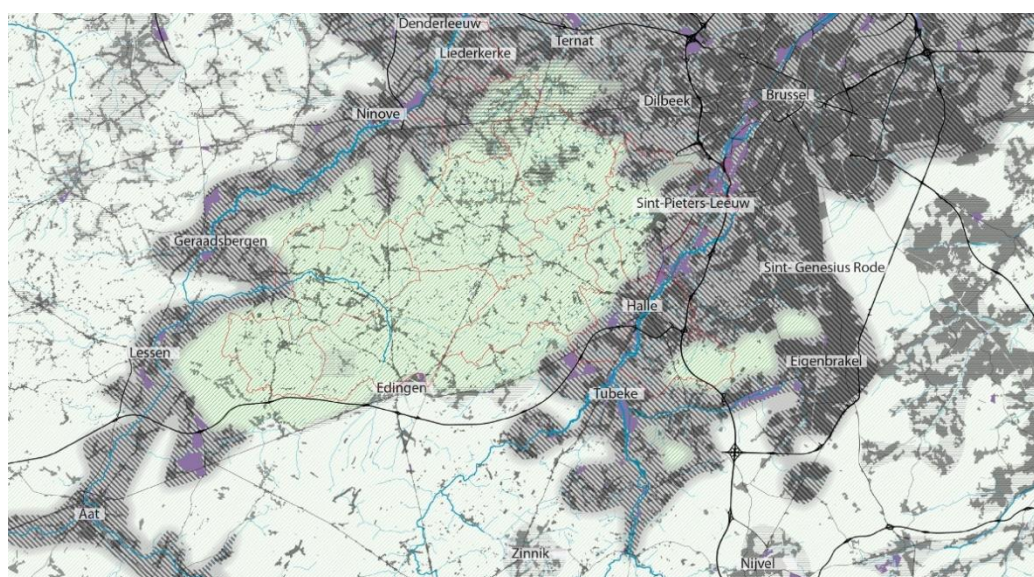 Denderleeuw
Ternat
Liederkerke
Dilbeek
Brussel
Ninove
Sint-Pieters-Leeuw
Geraadsbergen
Sint- Genesius Rode
Halle
Lessen
Eigenbrakel
Edingen
Tubeke
Aat
Zinnik
Nijvel